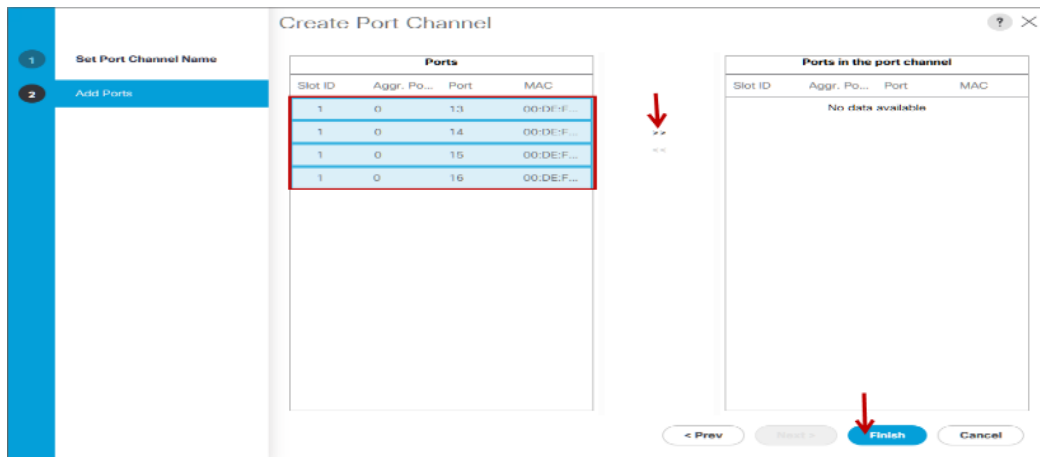 Create Port Channel
?
1 Set Port Channel Name
2 Add Ports
Ports
Slot ID Aggr. Po... Port MAC
1 0 13 00:DE:F...
1 0 14 00:DE:F...
1 0 15 00:DE:F...
1 0 16 00:DE:F...
>>
<<
Ports in the port channel
Slot ID Aggr. Po... Port MAC
No data available
< Prev Next > Finish Cancel